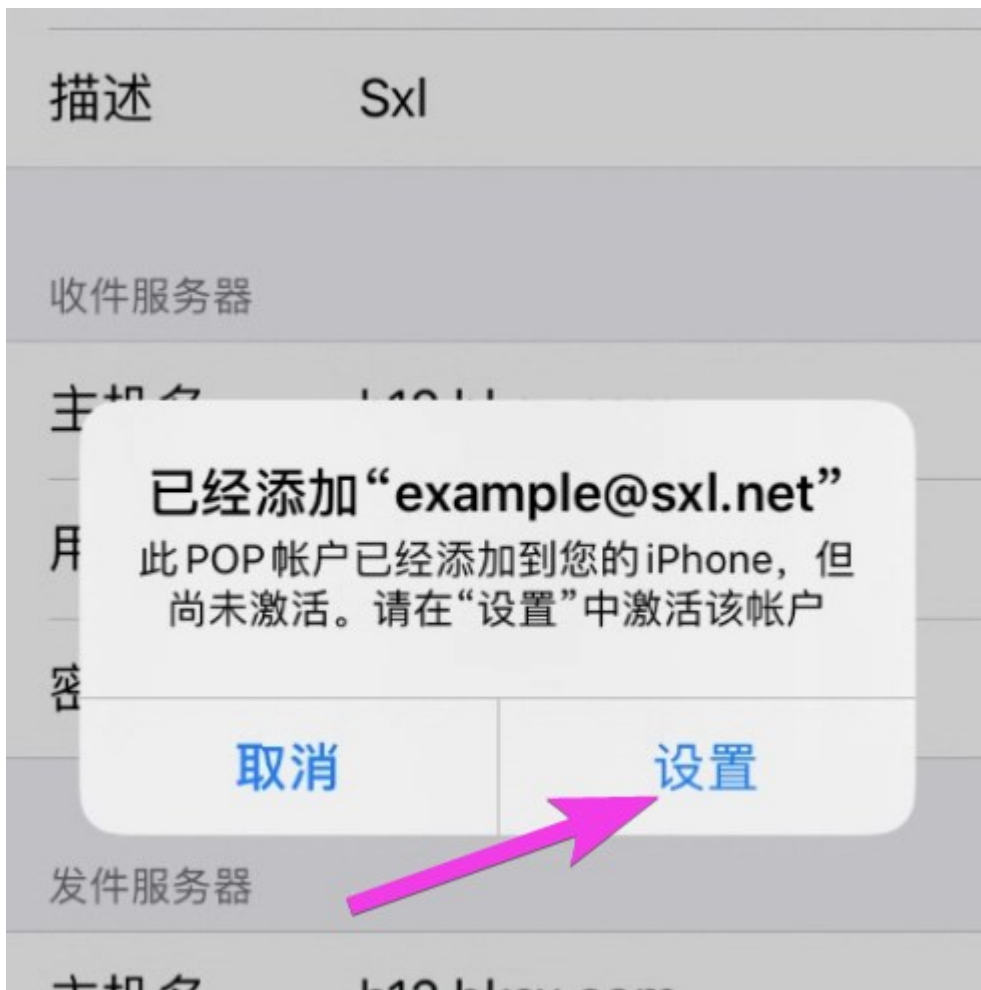 描述 Sxl
收件服务器
已经添加“example@sxl.net”
此POP帐户已经添加到您的iPhone，但
尚未激活。请在“设置”中激活该帐户
取消 设置
发件服务器